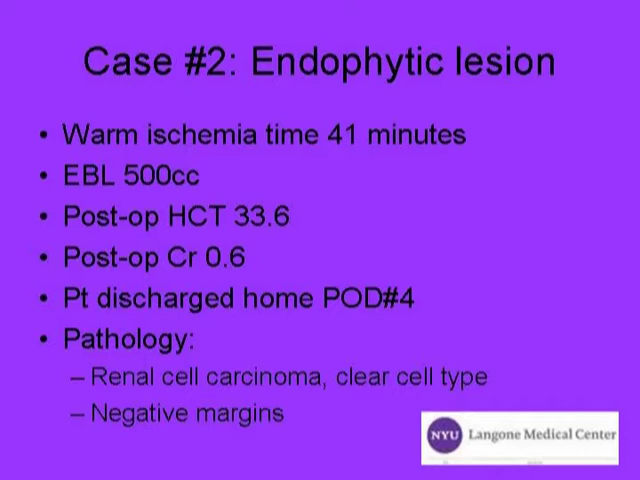 Case #2: Endophytic lesion
• Warm ischemia time 41 minutes
• EBL 500cc
• Post-op HCT 33.6
• Post-op Cr 0.6
• Pt discharged home POD#4
• Pathology:
– Renal cell carcinoma, clear cell type
– Negative margins
NYU Langone Medical Center